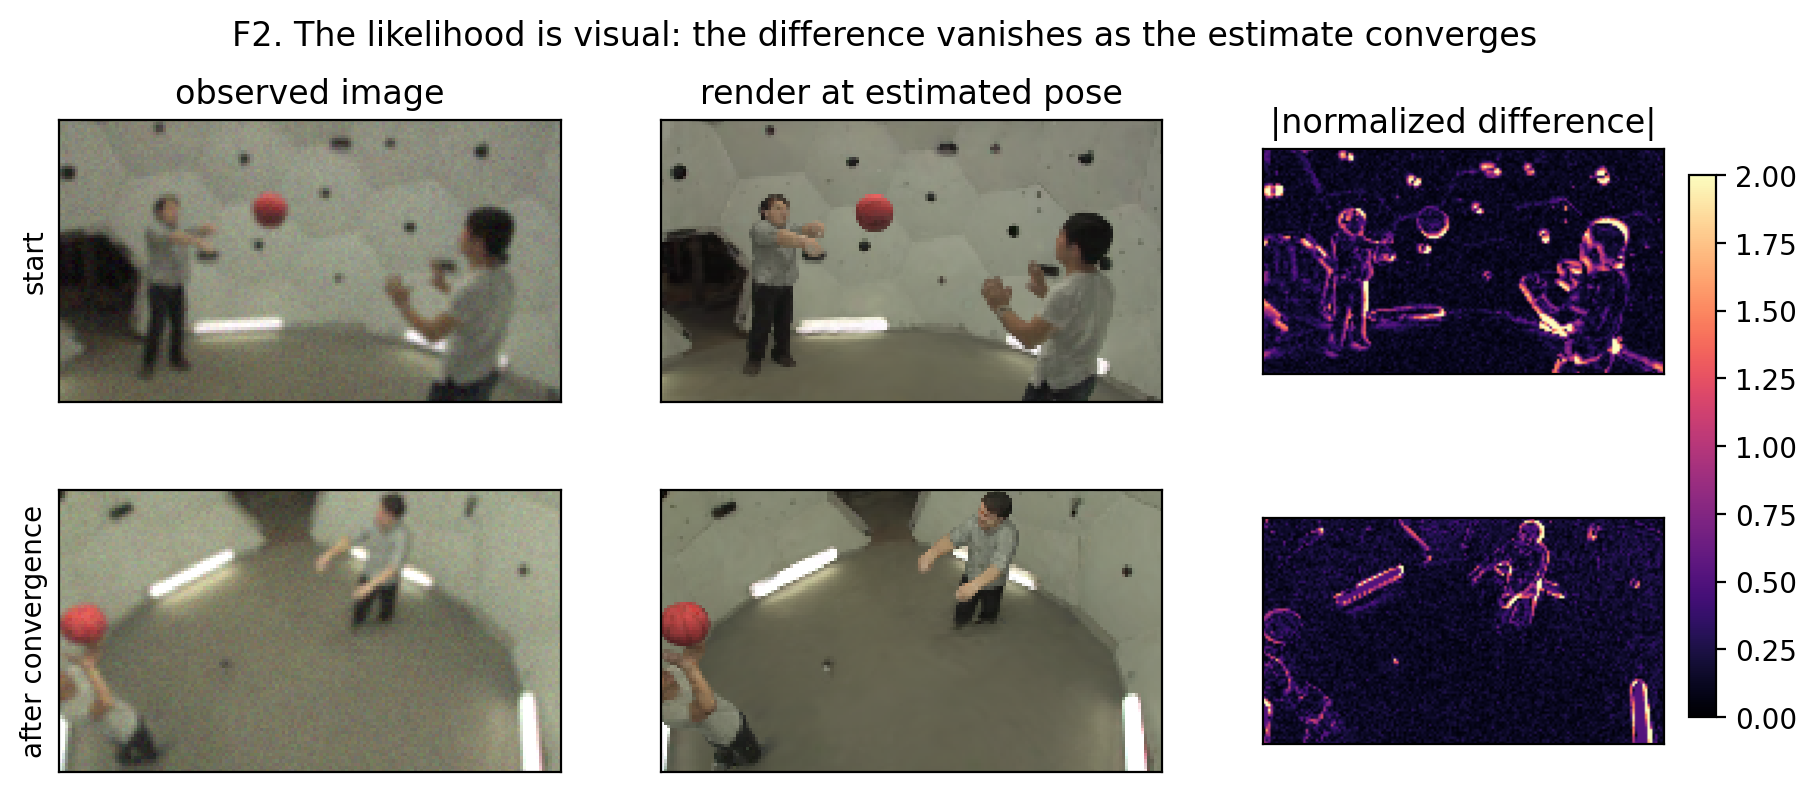 F2. The likelihood is visual: the difference vanishes as the estimate converges
observed image
render at estimated pose
|normalized difference|
start
after convergence
2.00
1.75
1.50
1.25
1.00
0.75
0.50
0.25
0.00